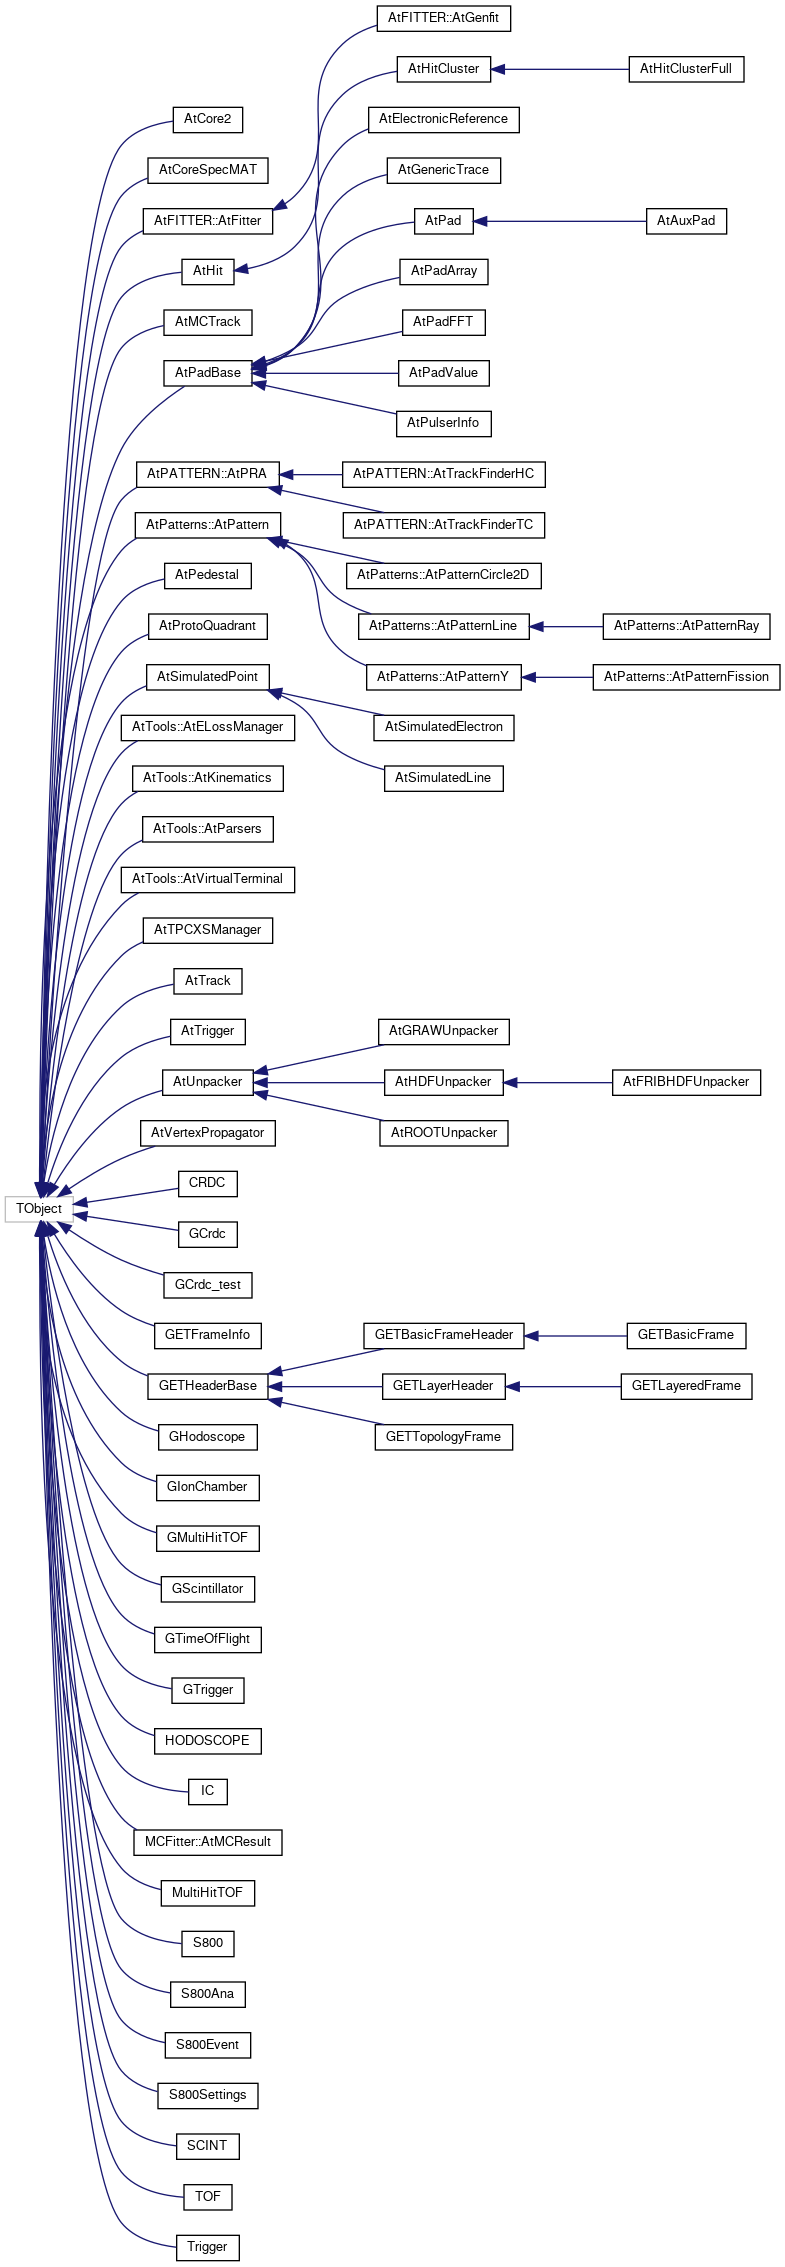 AtFITTER::AtGenfit
AtHitCluster
AtHitClusterFull
AtCore2
AtElectronicReference
AtCoreSpecMAT
AtGenericTrace
AtFITTER::AtFitter
AtPad
AtAuxPad
AtHit
AtPadArray
AtMCTrack
AtPadFFT
AtPadBase
AtPadValue
AtPulserInfo
AtPATTERN::AtPRA
AtPATTERN::AtTrackFinderHC
AtPatterns::AtPattern
AtPATTERN::AtTrackFinderTC
AtPedestal
AtPatterns::AtPatternCircle2D
AtProtoQuadrant
AtPatterns::AtPatternLine
AtPatterns::AtPatternRay
AtSimulatedPoint
AtPatterns::AtPatternY
AtPatterns::AtPatternFission
AtTools::AtELossManager
AtSimulatedElectron
AtTools::AtKinematics
AtSimulatedLine
AtTools::AtParsers
AtTools::AtVirtualTerminal
AtTPCXSManager
AtTrack
AtTrigger
AtGRAWUnpacker
AtUnpacker
AtHDFUnpacker
AtFRIBHDFUnpacker
AtVertexPropagator
AtROOTUnpacker
CRDC
TObject
GCrdc
GCrdc_test
GETFrameInfo
GETBasicFrameHeader
GETBasicFrame
GETHeaderBase
GETLayerHeader
GETLayeredFrame
GHodoscope
GETTopologyFrame
GIonChamber
GMultiHitTOF
GScintillator
GTimeOfFlight
GTrigger
HODOSCOPE
IC
MCFitter::AtMCResult
MultiHitTOF
S800
S800Ana
S800Event
S800Settings
SCINT
TOF
Trigger